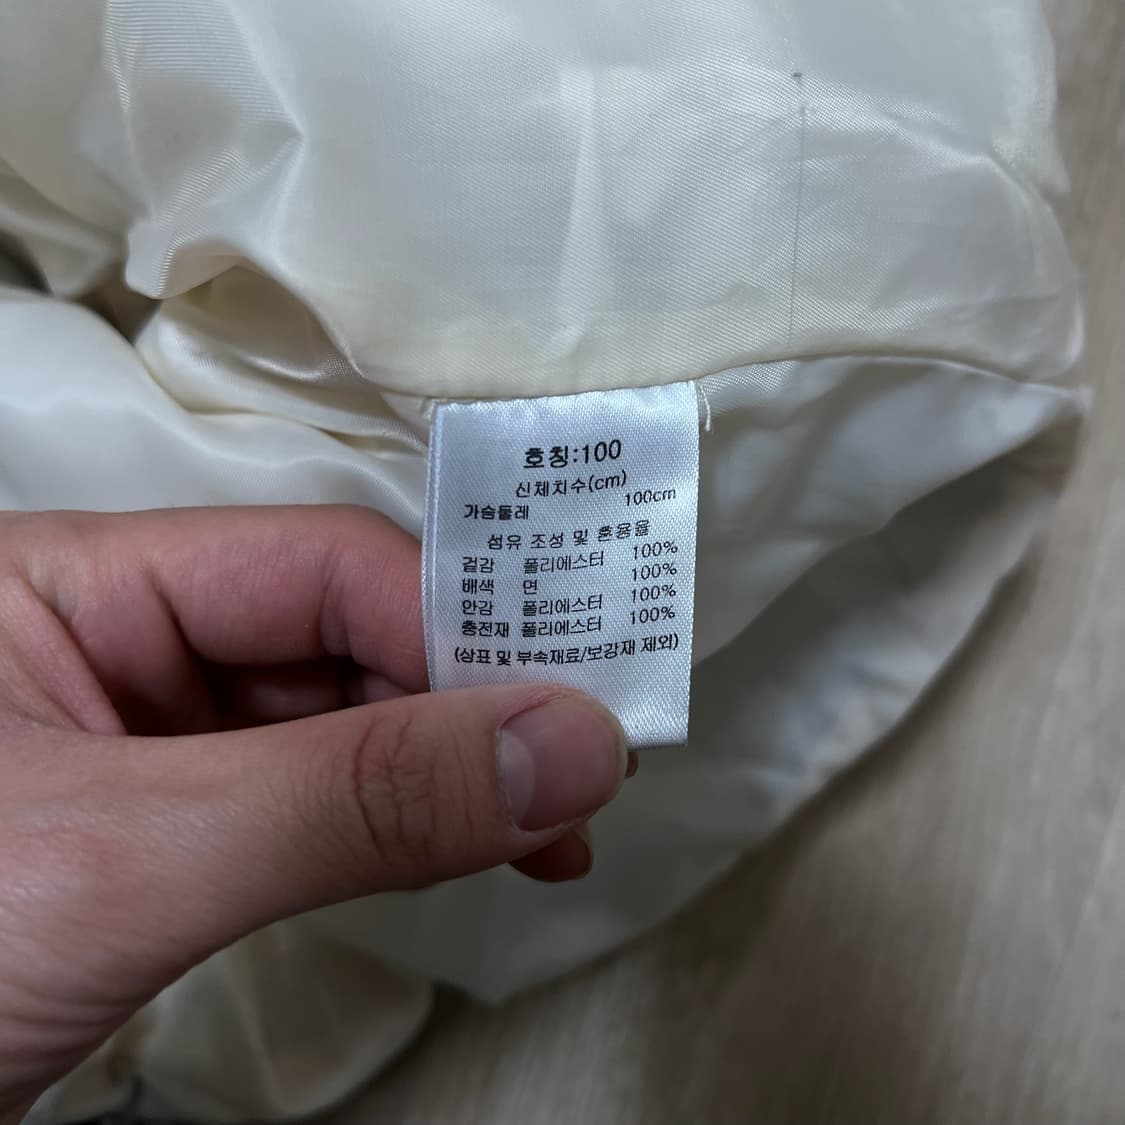 호칭:100
신체치수(cm)
가슴둘레 100cm
섬유 조성 및 혼용율
겉감 폴리에스터 100%
배색 면 100%
안감 폴리에스터 100%
충전재 폴리에스터 100%
(상표 및 부속재료/보강재 제외)